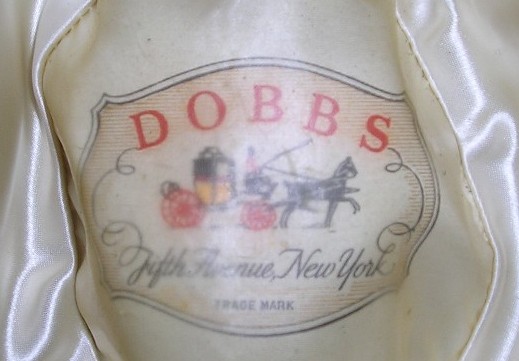 DOBBS
Fifth Avenue, New York
TRADE MARK